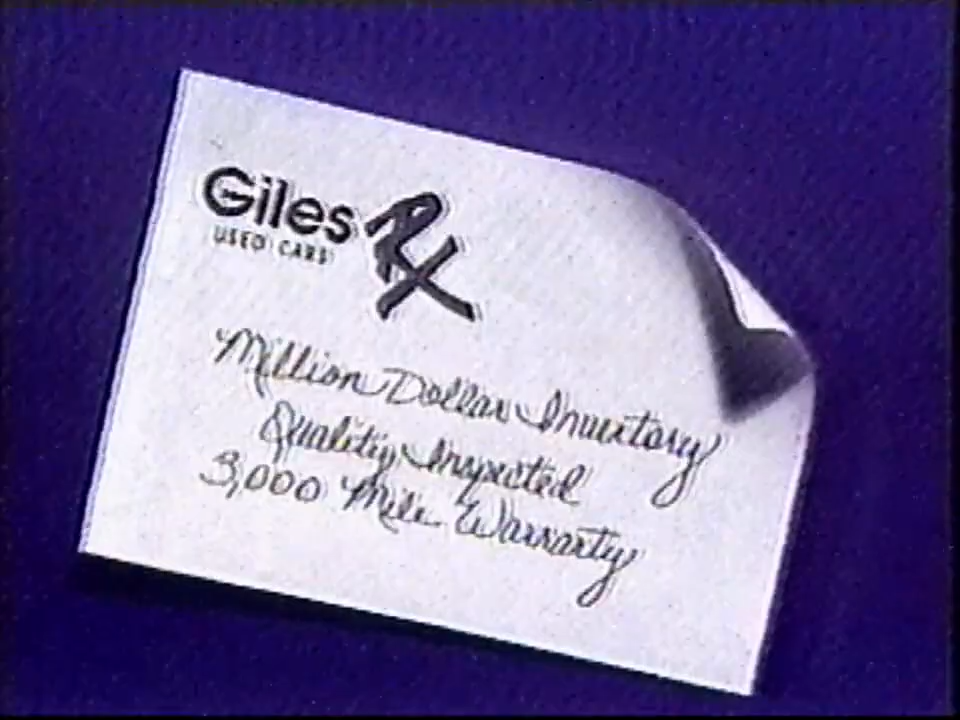 Giles Rx
USED CARS
Million Dollar Inventory
Quality Inspected
3,000 Mile Warranty